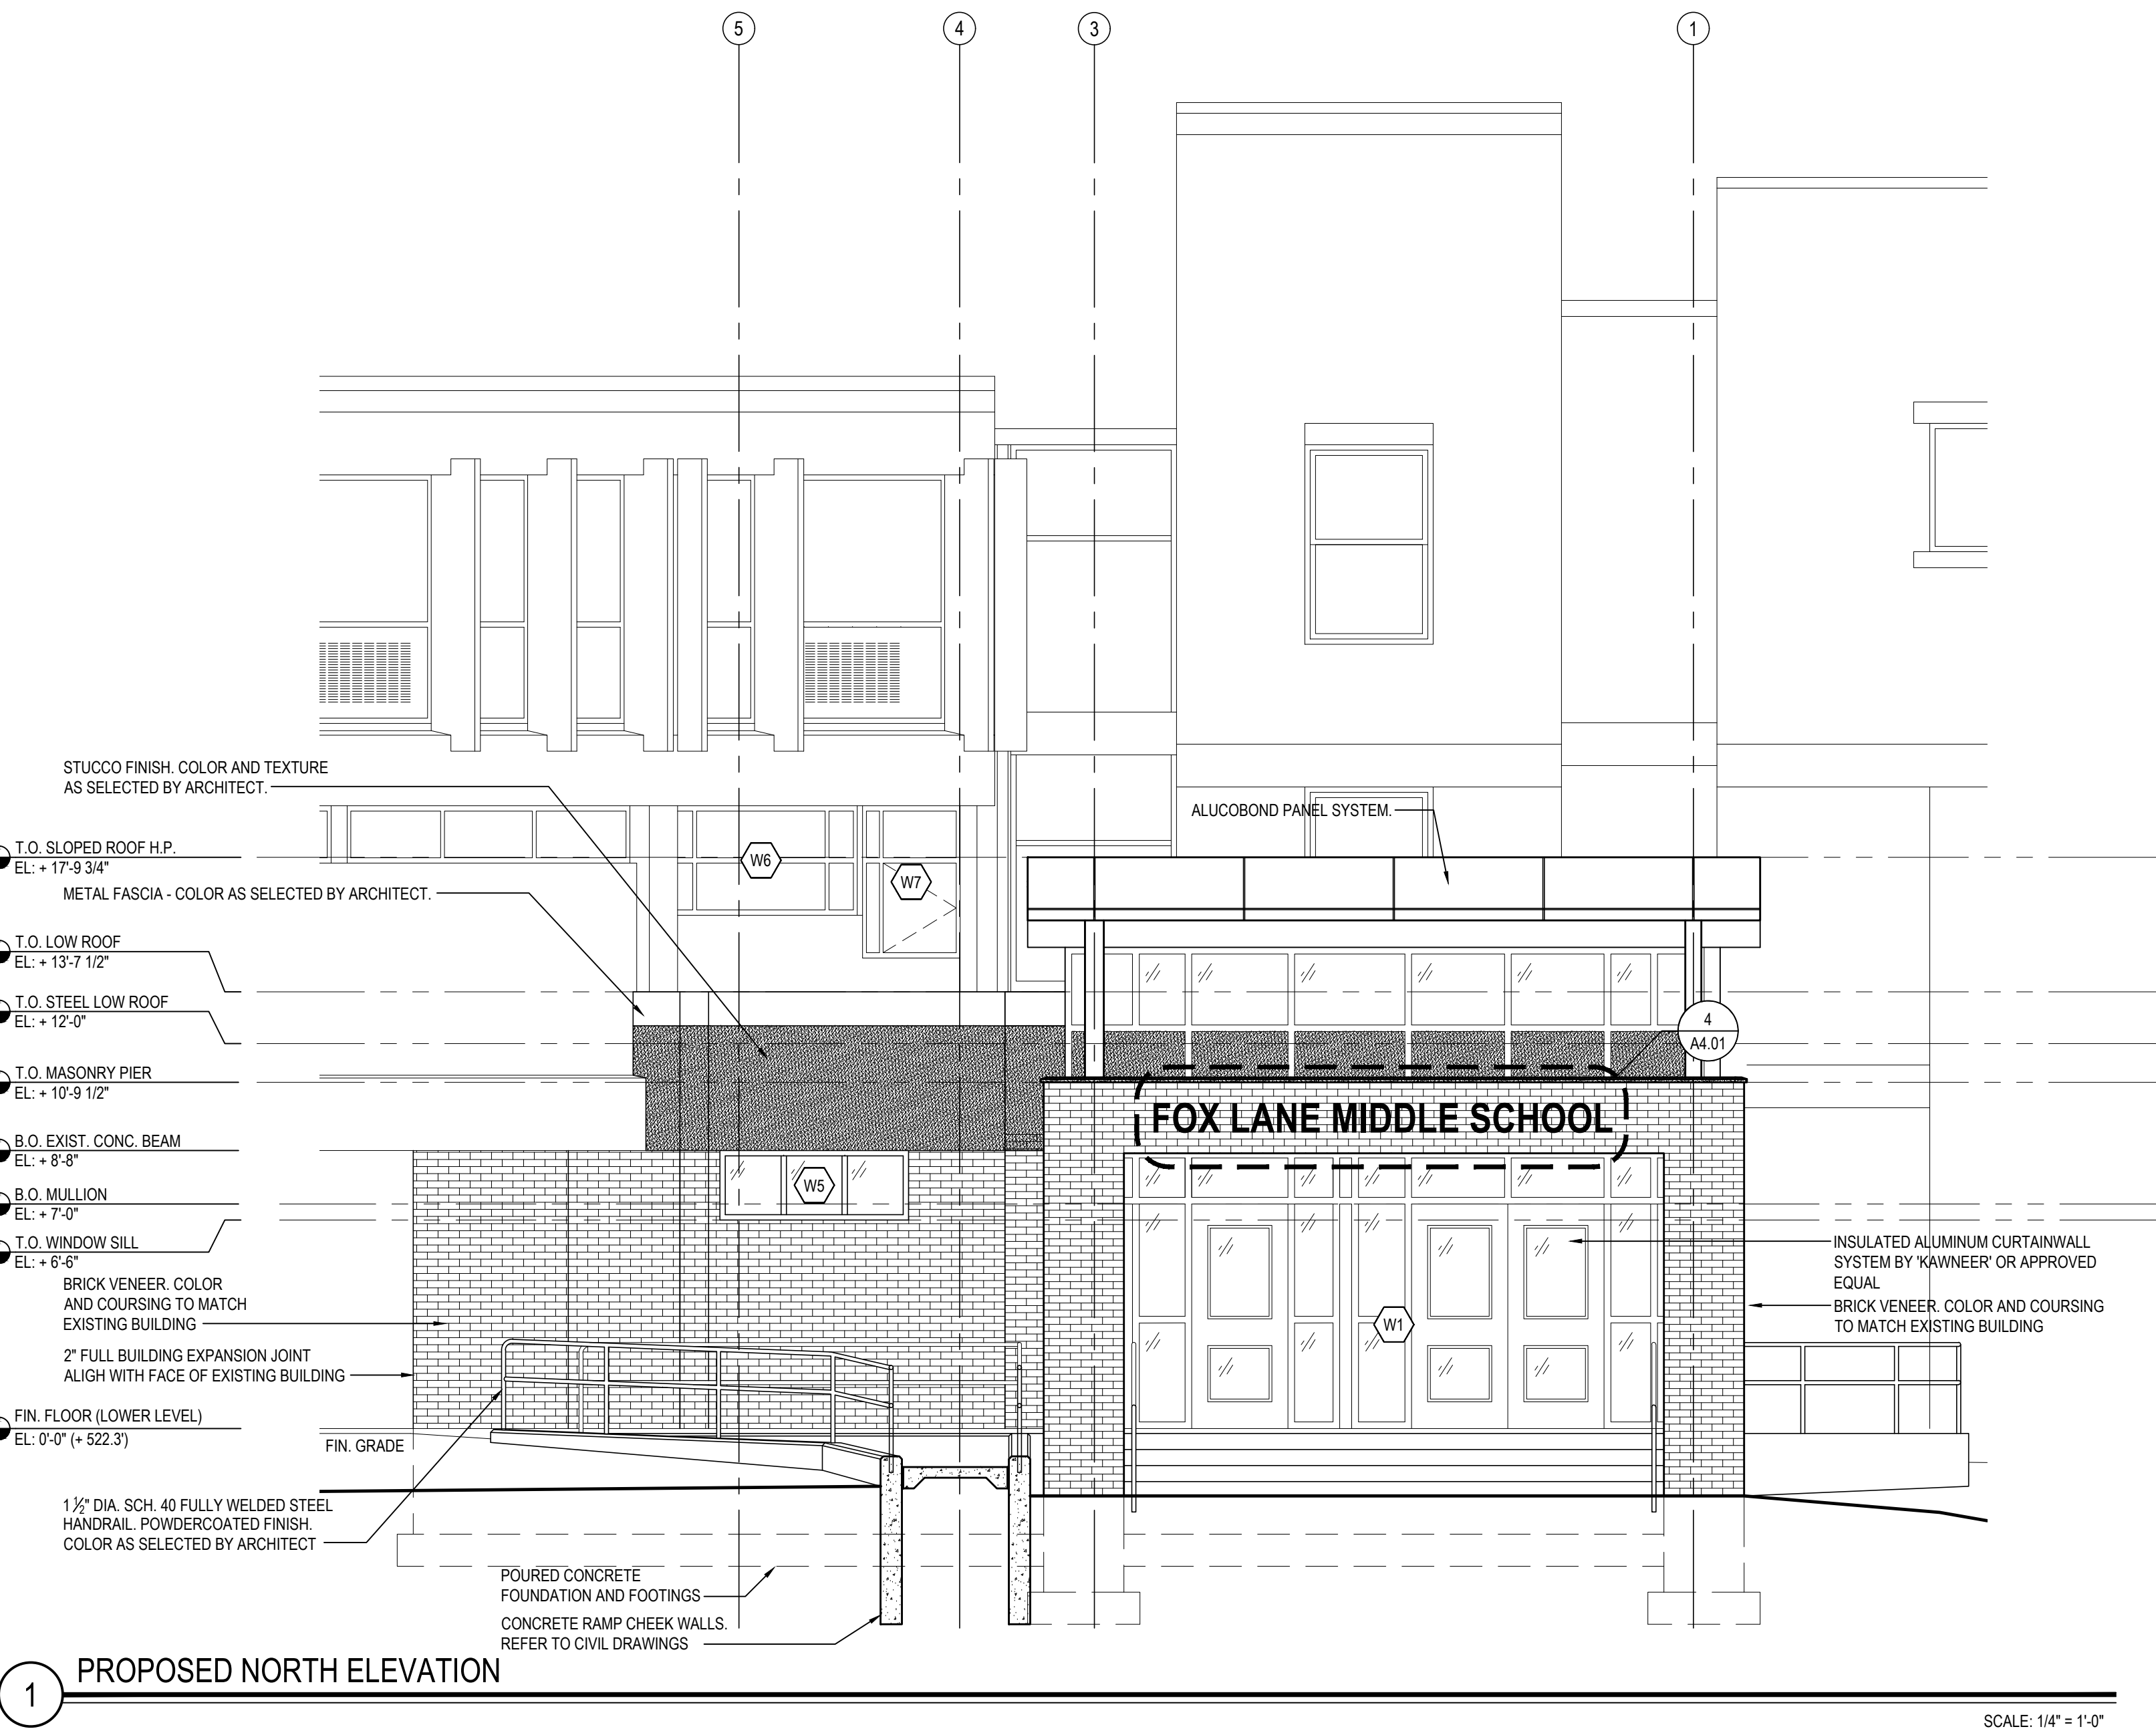 5
4
3
1
STUCCO FINISH. COLOR AND TEXTURE
AS SELECTED BY ARCHITECT.
ALUCOBOND PANEL SYSTEM.
T.O. SLOPED ROOF H.P.
EL: + 17'-9 3/4"
W6
W7
METAL FASCIA - COLOR AS SELECTED BY ARCHITECT.
T.O. LOW ROOF
EL: + 13'-7 1/2"
T.O. STEEL LOW ROOF
EL: + 12'-0"
4
A4.01
T.O. MASONRY PIER
EL: + 10'-9 1/2"
FOX LANE MIDDLE SCHOOL
B.O. EXIST. CONC. BEAM
EL: + 8'-8"
W5
B.O. MULLION
EL: + 7'-0"
T.O. WINDOW SILL
EL: + 6'-6"
INSULATED ALUMINUM CURTAINWALL
SYSTEM BY 'KAWNEER' OR APPROVED
EQUAL
BRICK VENEER. COLOR
AND COURSING TO MATCH
EXISTING BUILDING
BRICK VENEER. COLOR AND COURSING
TO MATCH EXISTING BUILDING
W1
2" FULL BUILDING EXPANSION JOINT
ALIGH WITH FACE OF EXISTING BUILDING
FIN. FLOOR (LOWER LEVEL)
EL: 0'-0" (+ 522.3')
FIN. GRADE
1 1/2" DIA. SCH. 40 FULLY WELDED STEEL
HANDRAIL. POWDERCOATED FINISH.
COLOR AS SELECTED BY ARCHITECT
POURED CONCRETE
FOUNDATION AND FOOTINGS
CONCRETE RAMP CHEEK WALLS.
REFER TO CIVIL DRAWINGS
1
PROPOSED NORTH ELEVATION
SCALE: 1/4" = 1'-0"